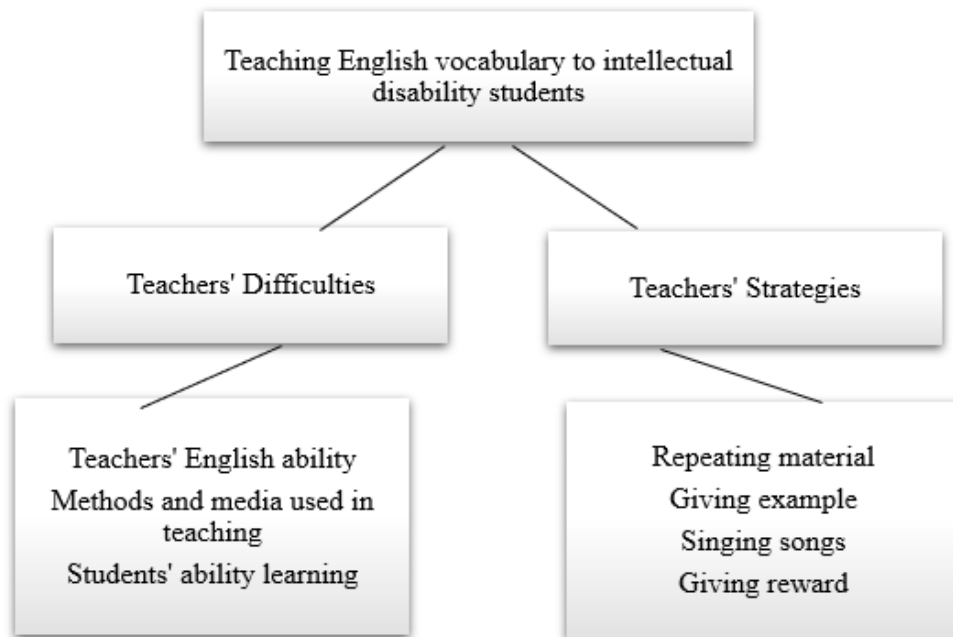 Teaching English vocabulary to intellectual
disability students
Teachers' Difficulties
Teachers' Strategies
Teachers' English ability
Methods and media used in
teaching
Students' ability learning
Repeating material
Giving example
Singing songs
Giving reward